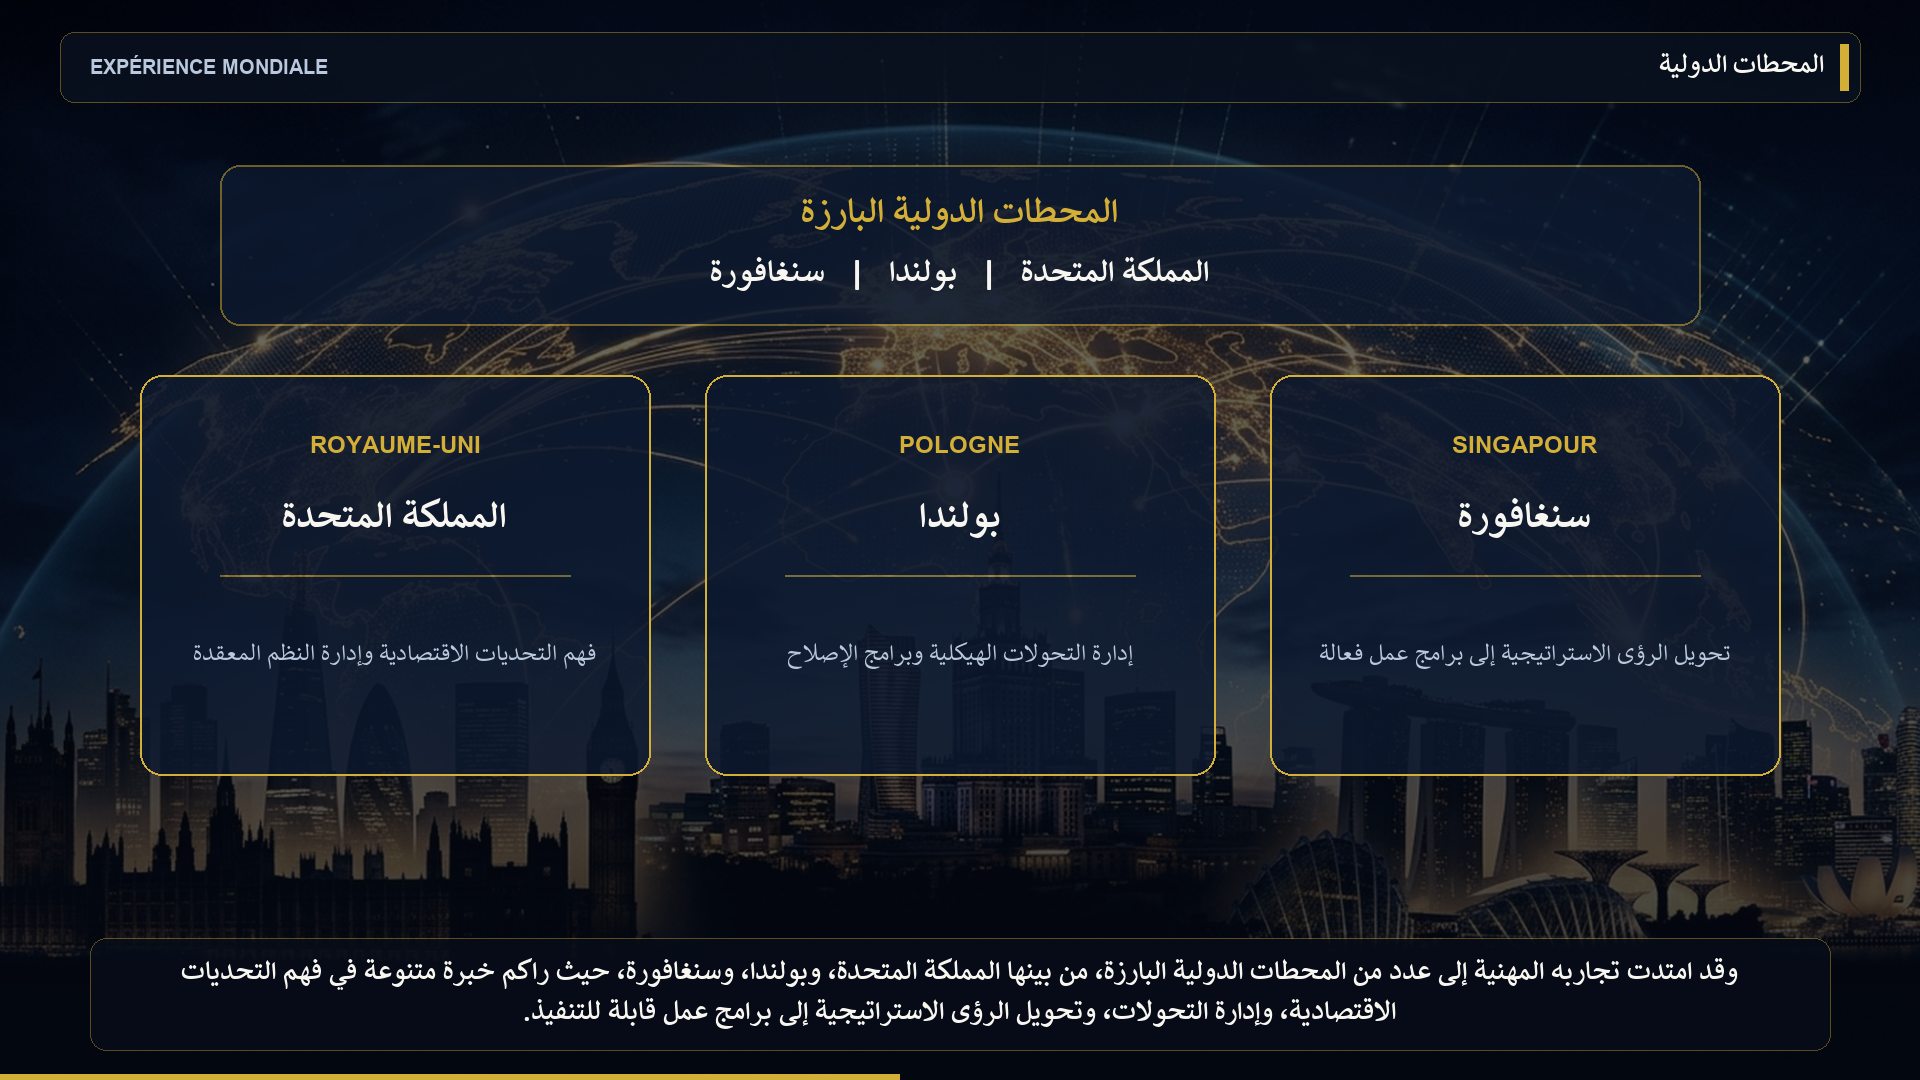 المحطات الدولية
EXPÉRIENCE MONDIALE
المحطات الدولية البارزة
المملكة المتحدة | بولندا | سنغافورة
ROYAUME-UNI
المملكة المتحدة
فهم التحديات الاقتصادية وإدارة النظم المعقدة
POLOGNE
بولندا
إدارة التحولات الهيكلية وبرامج الإصلاح
SINGAPOUR
سنغافورة
تحويل الرؤى الاستراتيجية إلى برامج عمل فعالة
وقد امتدت تجاربه المهنية إلى عدد من المحطات الدولية البارزة، من بينها المملكة المتحدة، وبولندا، وسنغافورة، حيث راكم خبرة متنوعة في فهم التحديات
الاقتصادية، وإدارة التحولات، وتحويل الرؤى الاستراتيجية إلى برامج عمل قابلة للتنفيذ.